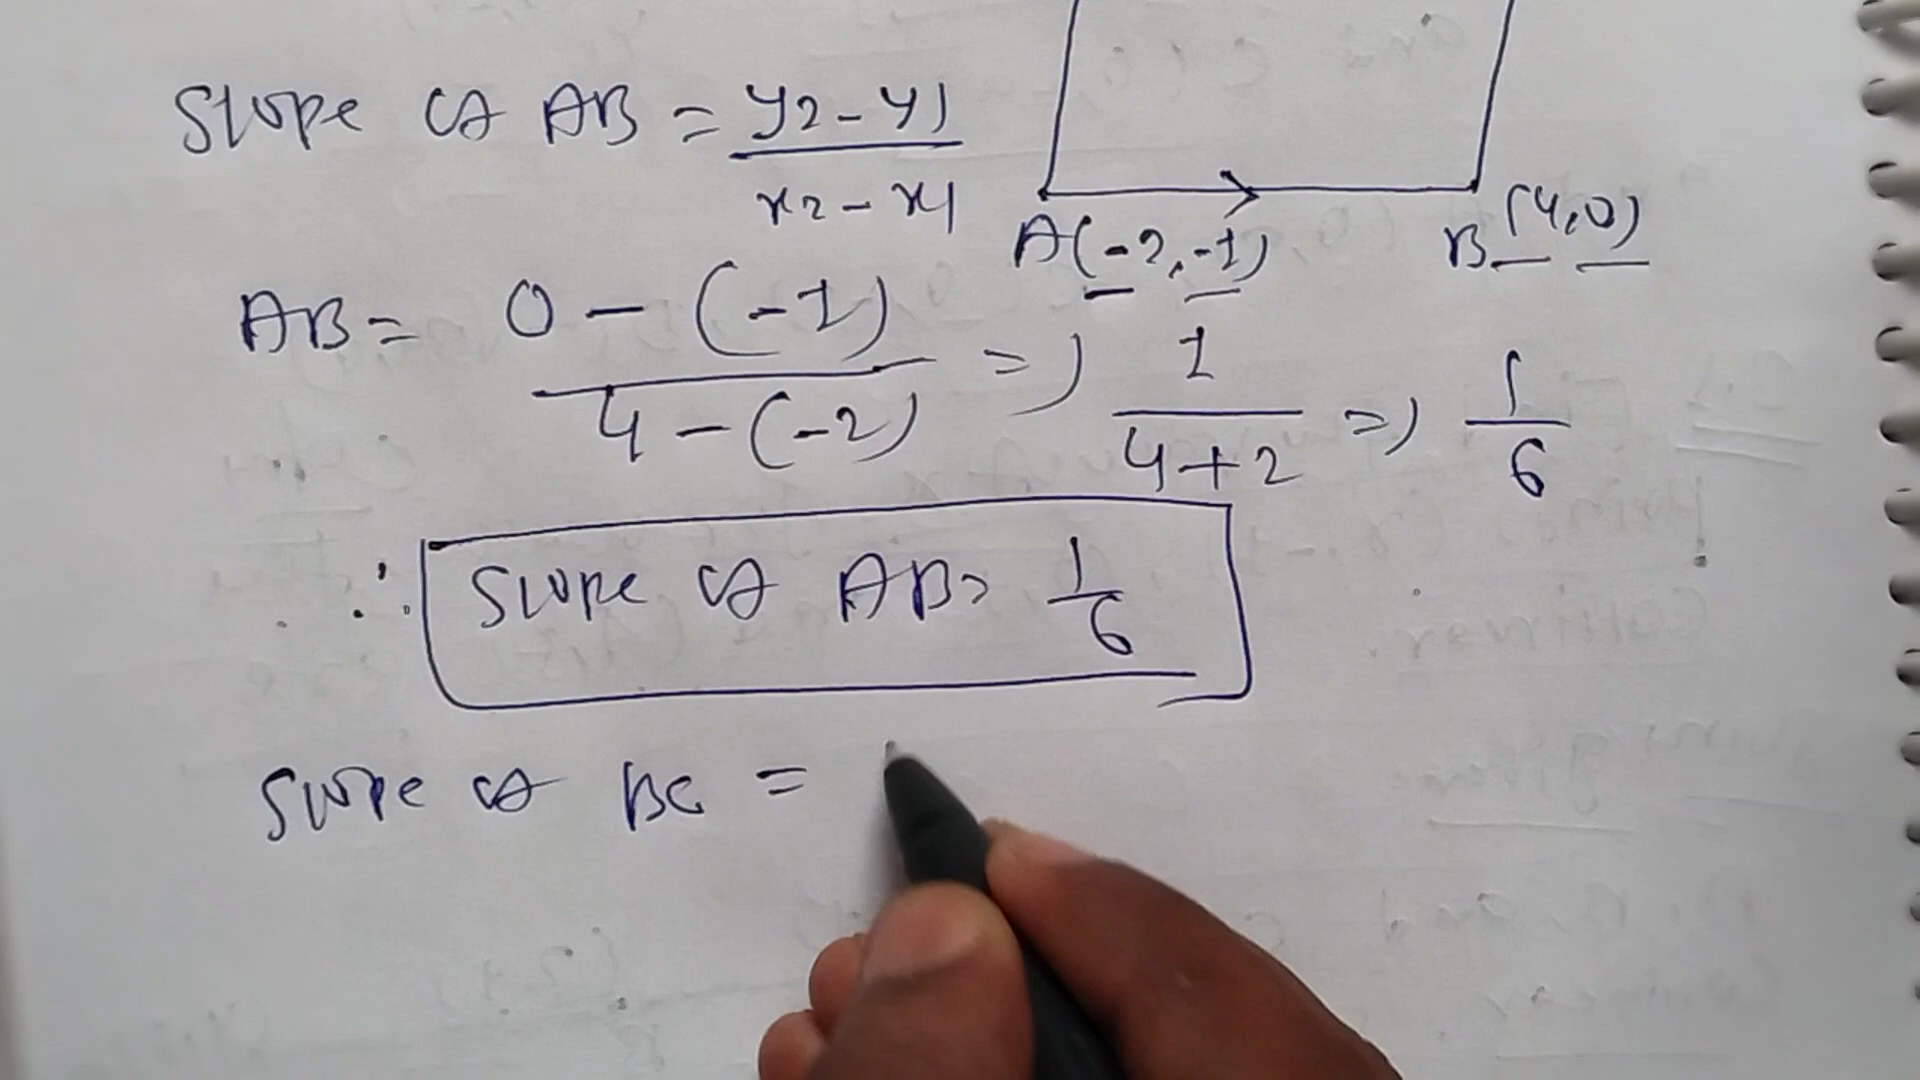 Slope of AB = y2 - y1 / x2 - x1
A(-2,-1) B(4,0)
AB = 0 - (-1) / 4 - (-2) => 1 / 4+2 => 1 / 6
∴ Slope of AB = 1 / 6
Slope of BC =